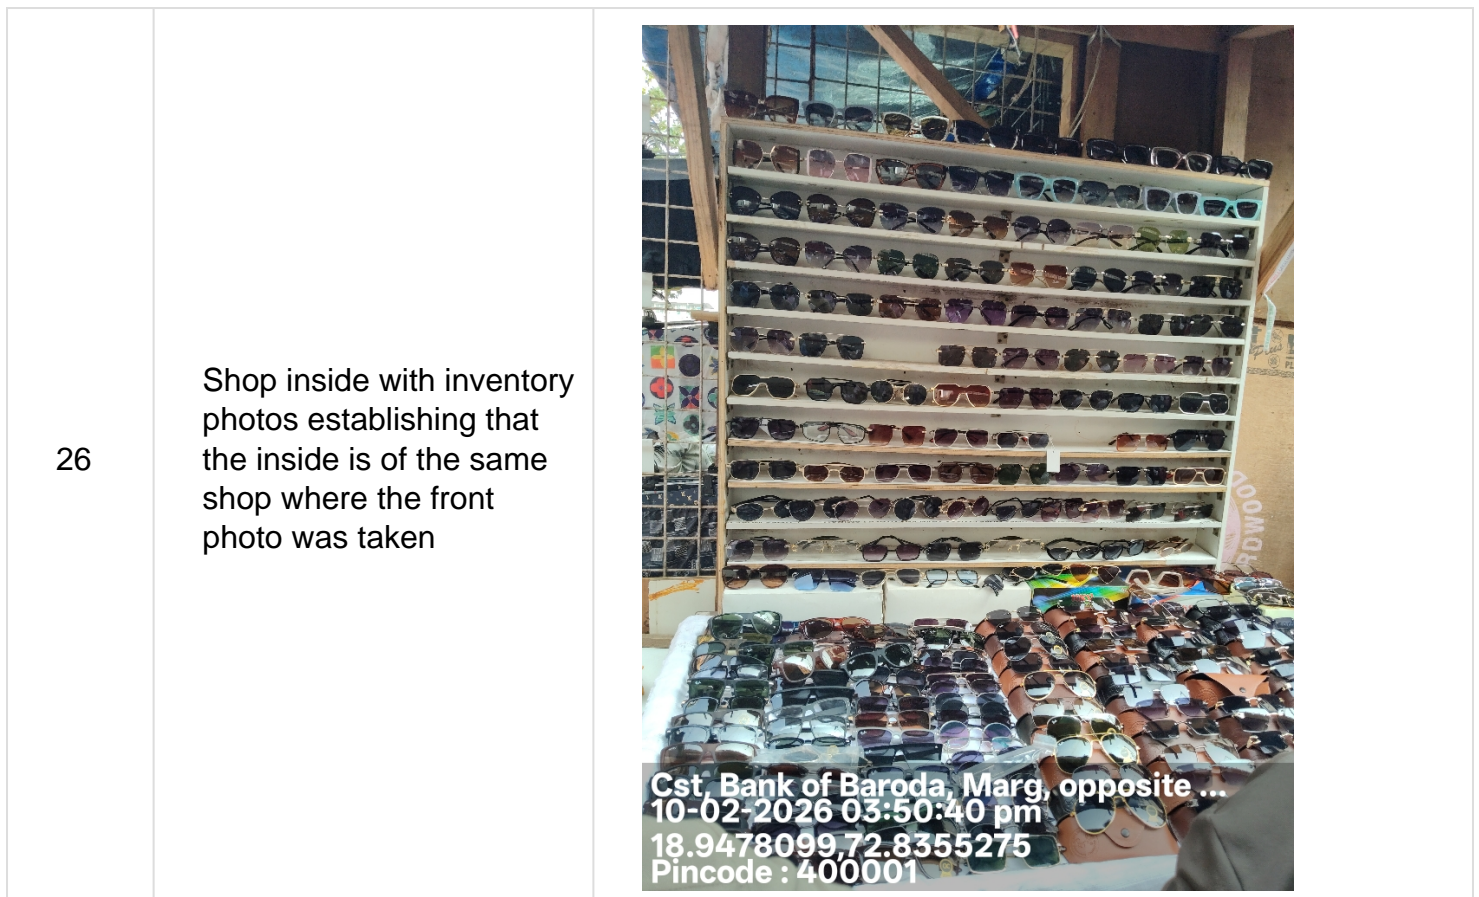 26
Shop inside with inventory
photos establishing that
the inside is of the same
shop where the front
photo was taken
Cst, Bank of Baroda, Marg, opposite ...
10-02-2026 03:50:40 pm
18.9478099,72.8355275
Pincode : 400001